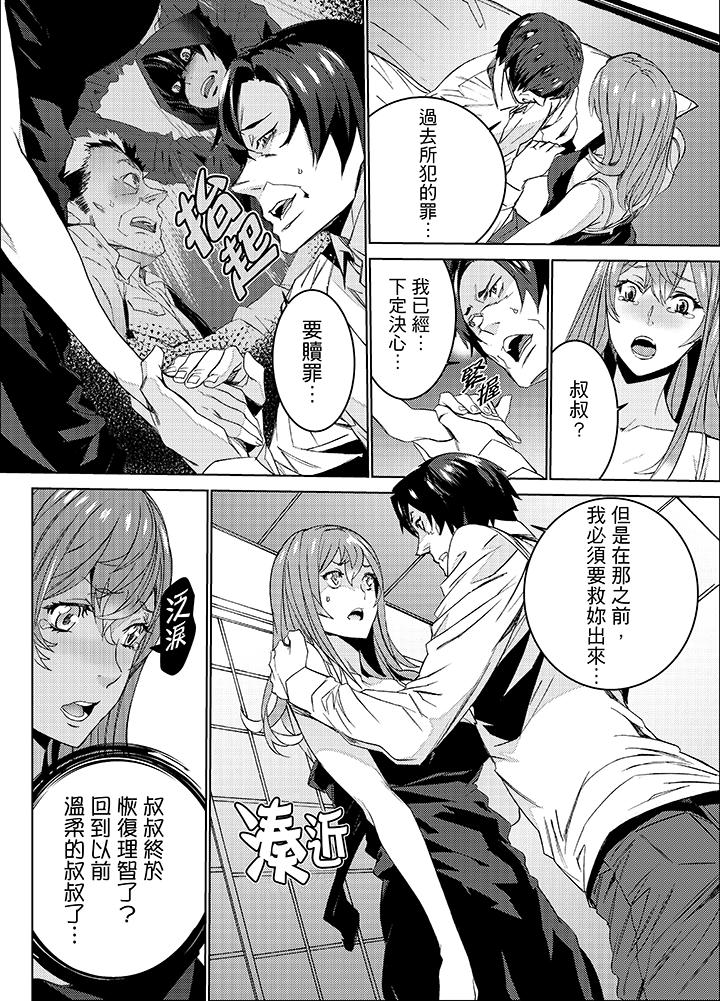 過去所犯的罪…
抬起
要贖罪…
叔叔？
我已經…
下定決心…
緊握
但是在那之前，
我必須要救妳出來…
湊近
泛淚
叔叔終於
恢復理智了？
回到以前
溫柔的叔叔了…